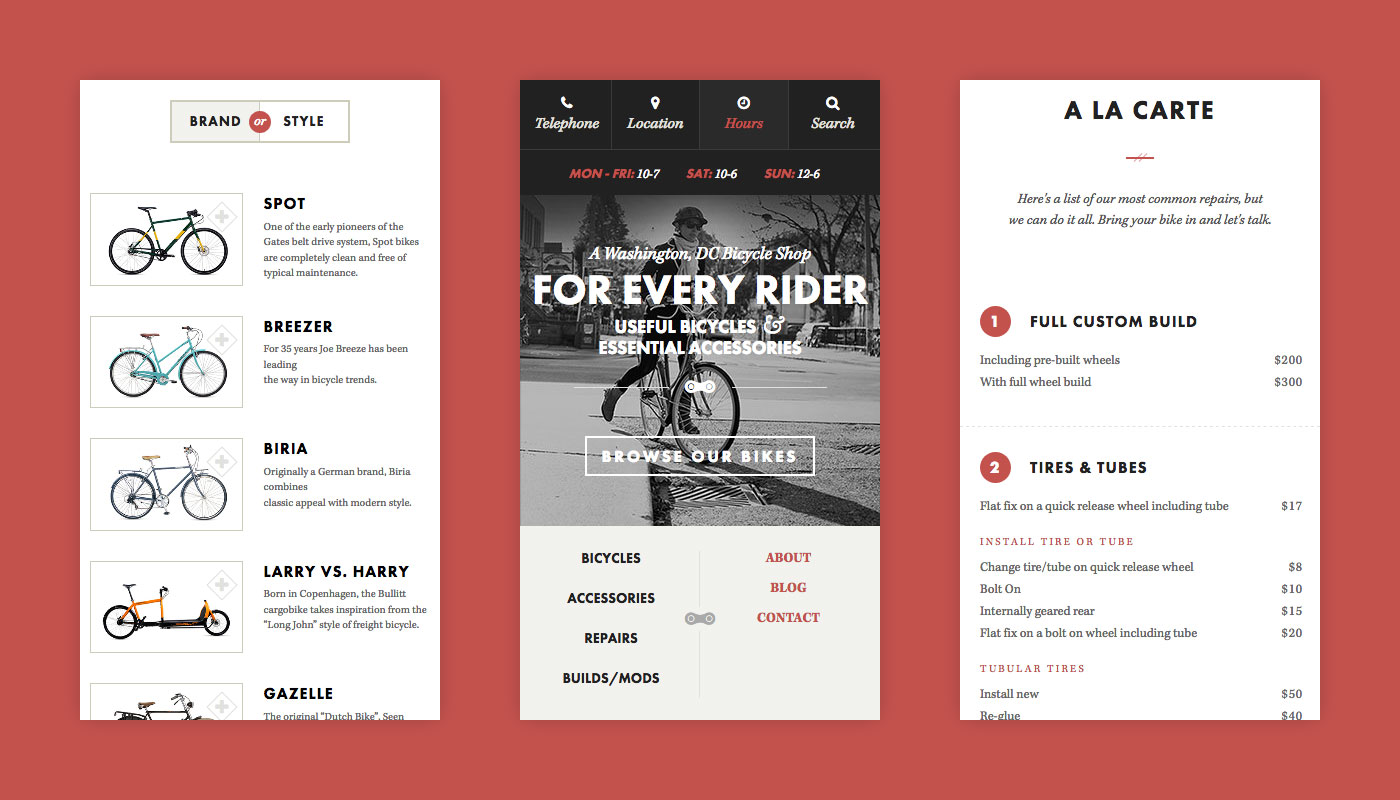 BRAND or STYLE
SPOT
One of the early pioneers of the
Gates belt drive system, Spot bikes
are completely clean and free of
typical maintenance.
BREEZER
For 35 years Joe Breeze has been
leading
the way in bicycle trends.
BIRIA
Originally a German brand, Biria
combines
classic appeal with modern style.
LARRY VS. HARRY
Born in Copenhagen, the Bullitt
cargobike takes inspiration from the
"Long John" style of freight bicycle.
GAZELLE
The original "Dutch Bike". Seen
Telephone Location Hours Search
MON - FRI: 10-7 SAT: 10-6 SUN: 12-6
A Washington, DC Bicycle Shop
FOR EVERY RIDER
USEFUL BICYCLES &
ESSENTIAL ACCESSORIES
BROWSE OUR BIKES
BICYCLES
ACCESSORIES
REPAIRS
BUILDS/MODS
ABOUT
BLOG
CONTACT
A LA CARTE
Here's a list of our most common repairs, but
we can do it all. Bring your bike in and let's talk.
1 FULL CUSTOM BUILD
Including pre-built wheels $200
With full wheel build $300
2 TIRES & TUBES
Flat fix on a quick release wheel including tube $17
INSTALL TIRE OR TUBE
Change tire/tube on quick release wheel $8
Bolt On $10
Internally geared rear $15
Flat fix on a bolt on wheel including tube $20
TUBULAR TIRES
Install new $50
Re-glue $40